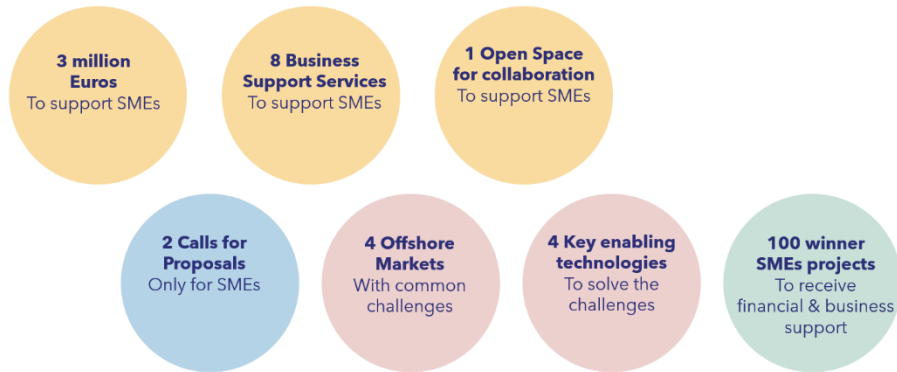 3 million
Euros
To support SMEs
8 Business
Support Services
To support SMEs
1 Open Space
for collaboration
To support SMEs
2 Calls for
Proposals
Only for SMEs
4 Offshore
Markets
With common
challenges
4 Key enabling
technologies
To solve the
challenges
100 winner
SMEs projects
To receive
financial & business
support